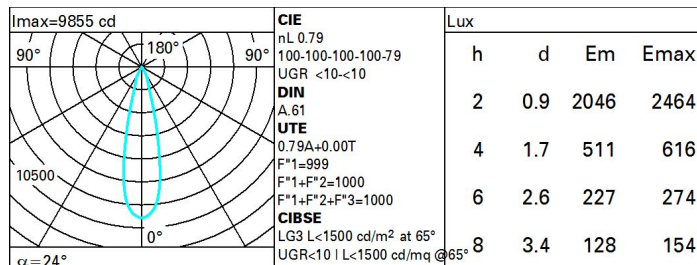 Imax=9855 cd
90°
180°
90°
10500
0°
α=24°
CIE
nL 0.79
100-100-100-100-79
UGR <10-<10
DIN
A.61
UTE
0.79A+0.00T
F"1=999
F"1+F"2=1000
F"1+F"2+F"3=1000
CIBSE
LG3 L<1500 cd/m² at 65°
UGR<10 | L<1500 cd/mq @65°
Lux
h d Em Emax
2 0.9 2046 2464
4 1.7 511 616
6 2.6 227 274
8 3.4 128 154